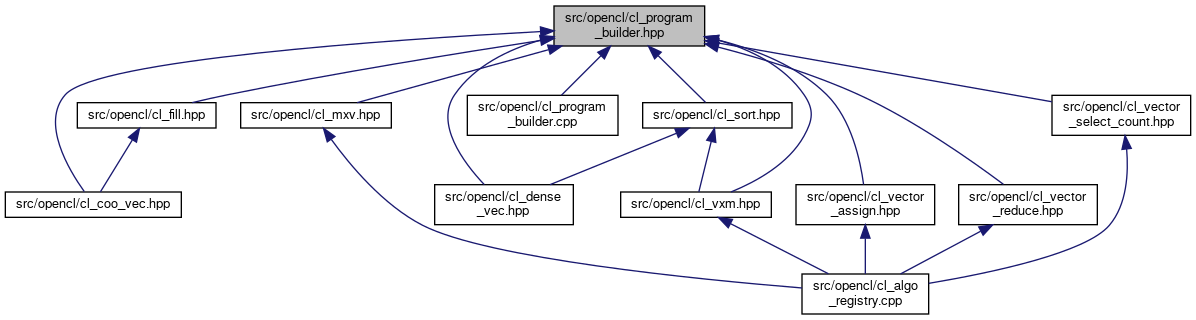 src/opencl/cl_program
_builder.hpp
src/opencl/cl_fill.hpp
src/opencl/cl_mxv.hpp
src/opencl/cl_program
_builder.cpp
src/opencl/cl_sort.hpp
src/opencl/cl_vector
_select_count.hpp
src/opencl/cl_coo_vec.hpp
src/opencl/cl_dense
_vec.hpp
src/opencl/cl_vxm.hpp
src/opencl/cl_vector
_assign.hpp
src/opencl/cl_vector
_reduce.hpp
src/opencl/cl_algo
_registry.cpp